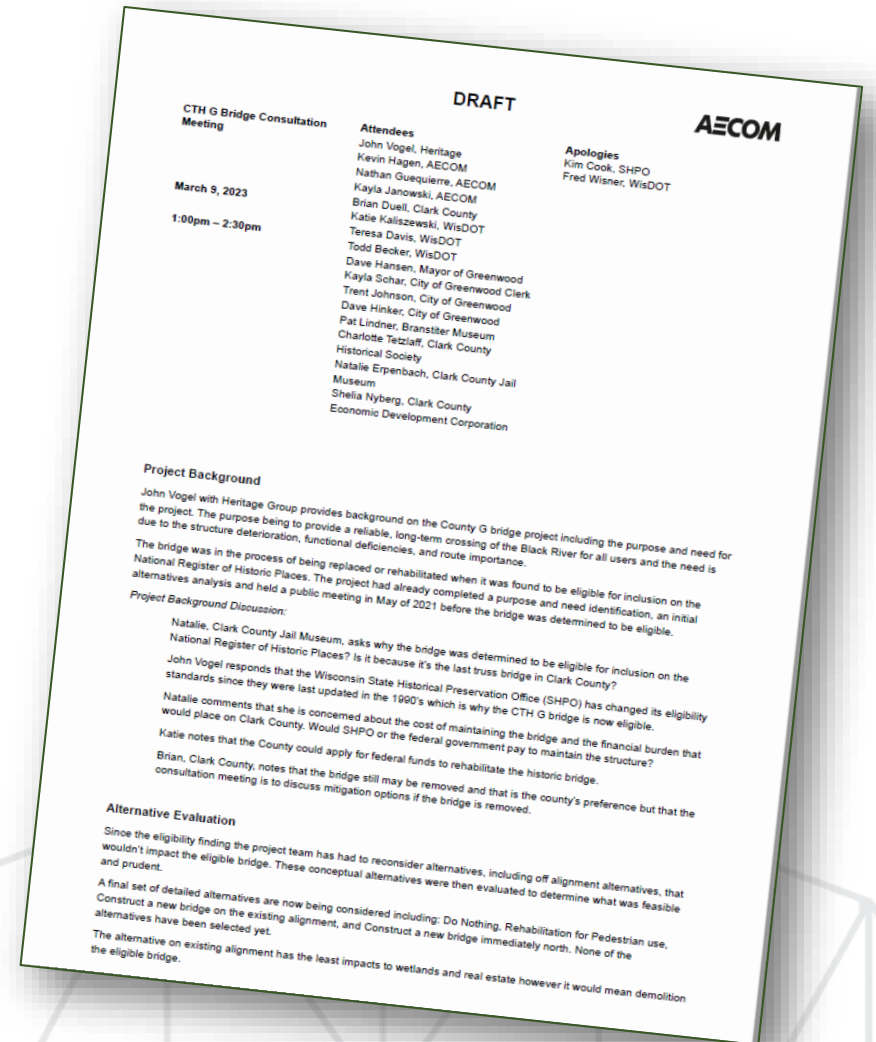 DRAFT
AECOM
CTH G Bridge Consultation
Meeting
March 9, 2023
1:00pm – 2:30pm
Attendees
John Vogel, Heritage
Kevin Hagen, AECOM
Nathan Guequierre, AECOM
Kayla Janowski, AECOM
Brian Duell, Clark County
Katie Kaliszewski, WisDOT
Teresa Davis, WisDOT
Todd Becker, WisDOT
Dave Hansen, Mayor of Greenwood
Kayla Schar, City of Greenwood Clerk
Trent Johnson, City of Greenwood
Dave Hinker, City of Greenwood
Pat Lindner, Branstiter Museum
Charlotte Tetzlaff, Clark County
Historical Society
Natalie Erpenbach, Clark County Jail
Museum
Shelia Nyberg, Clark County
Economic Development Corporation
Apologies
Kim Cook, SHPO
Fred Wisner, WisDOT
Project Background
John Vogel with Heritage Group provides background on the County G bridge project including the purpose and need for
the project. The purpose being to provide a reliable, long-term crossing of the Black River for all users and the need is
due to the structure deterioration, functional deficiencies, and route importance.
The bridge was in the process of being replaced or rehabilitated when it was found to be eligible for inclusion on the
National Register of Historic Places. The project had already completed a purpose and need identification, an initial
alternatives analysis and held a public meeting in May of 2021 before the bridge was determined to be eligible.
Project Background Discussion:
Natalie, Clark County Jail Museum, asks why the bridge was determined to be eligible for inclusion on the
National Register of Historic Places? Is it because it's the last truss bridge in Clark County?
John Vogel responds that the Wisconsin State Historical Preservation Office (SHPO) has changed its eligibility
standards since they were last updated in the 1990's which is why the CTH G bridge is now eligible.
Natalie comments that she is concerned about the cost of maintaining the bridge and the financial burden that
would place on Clark County. Would SHPO or the federal government pay to maintain the structure?
Katie notes that the County could apply for federal funds to rehabilitate the historic bridge.
Brian, Clark County, notes that the bridge still may be removed and that is the county's preference but that the
consultation meeting is to discuss mitigation options if the bridge is removed.
Alternative Evaluation
Since the eligibility finding the project team has had to reconsider alternatives, including off alignment alternatives, that
wouldn't impact the eligible bridge. These conceptual alternatives were then evaluated to determine what was feasible
and prudent.
A final set of detailed alternatives are now being considered including: Do Nothing, Rehabilitation for Pedestrian use,
Construct a new bridge on the existing alignment, and Construct a new bridge immediately north. None of the
alternatives have been selected yet.
The alternative on existing alignment has the least impacts to wetlands and real estate however it would mean demolition
the eligible bridge.